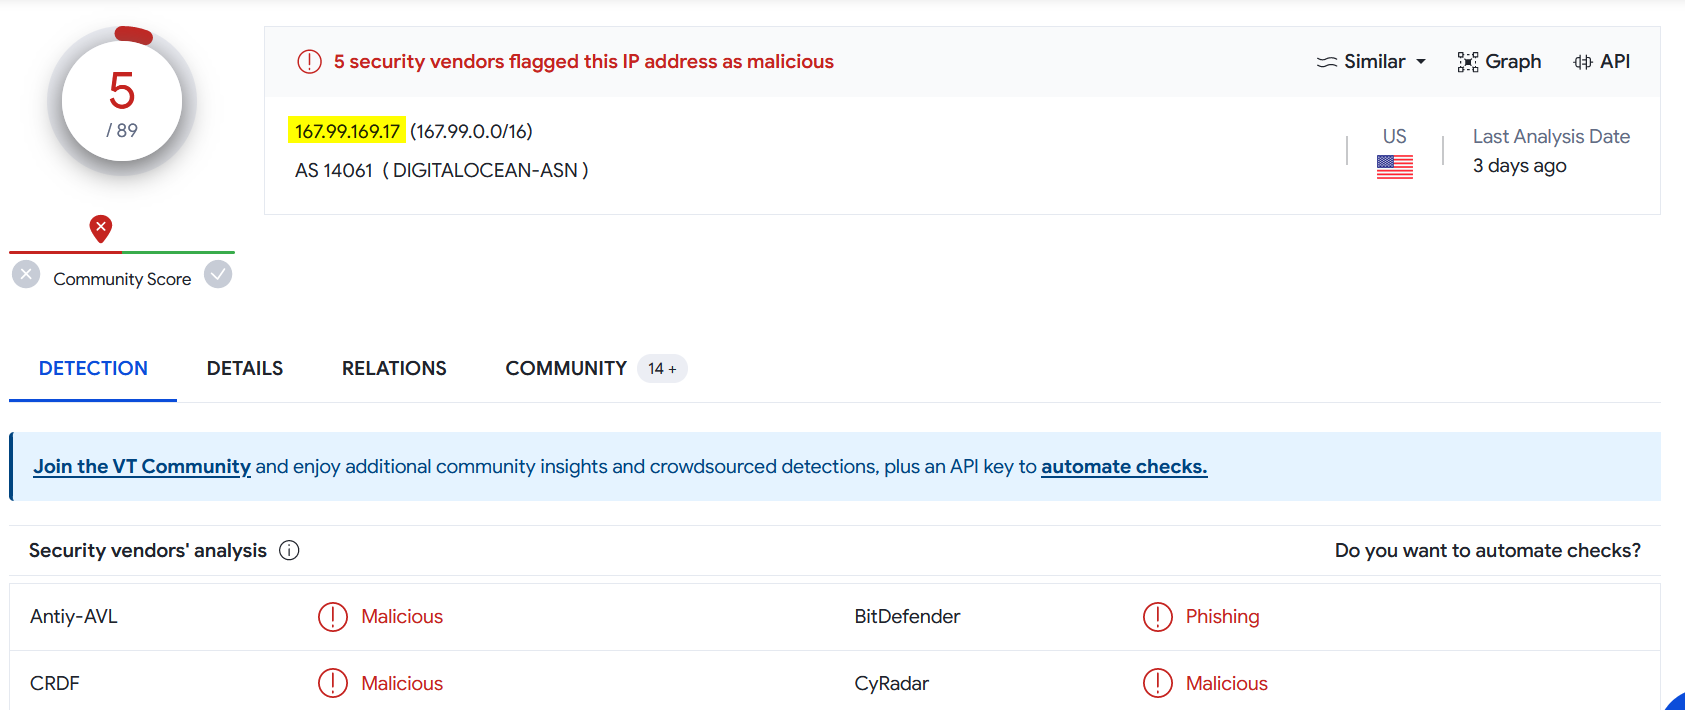 5
/ 89
Community Score
5 security vendors flagged this IP address as malicious
Similar
Graph
API
167.99.169.17 (167.99.0.0/16)
AS 14061 ( DIGITALOCEAN-ASN )
US
Last Analysis Date
3 days ago
DETECTION DETAILS RELATIONS COMMUNITY 14 +
Join the VT Community and enjoy additional community insights and crowdsourced detections, plus an API key to automate checks.
Security vendors' analysis
Do you want to automate checks?
Antiy-AVL Malicious BitDefender Phishing
CRDF Malicious CyRadar Malicious